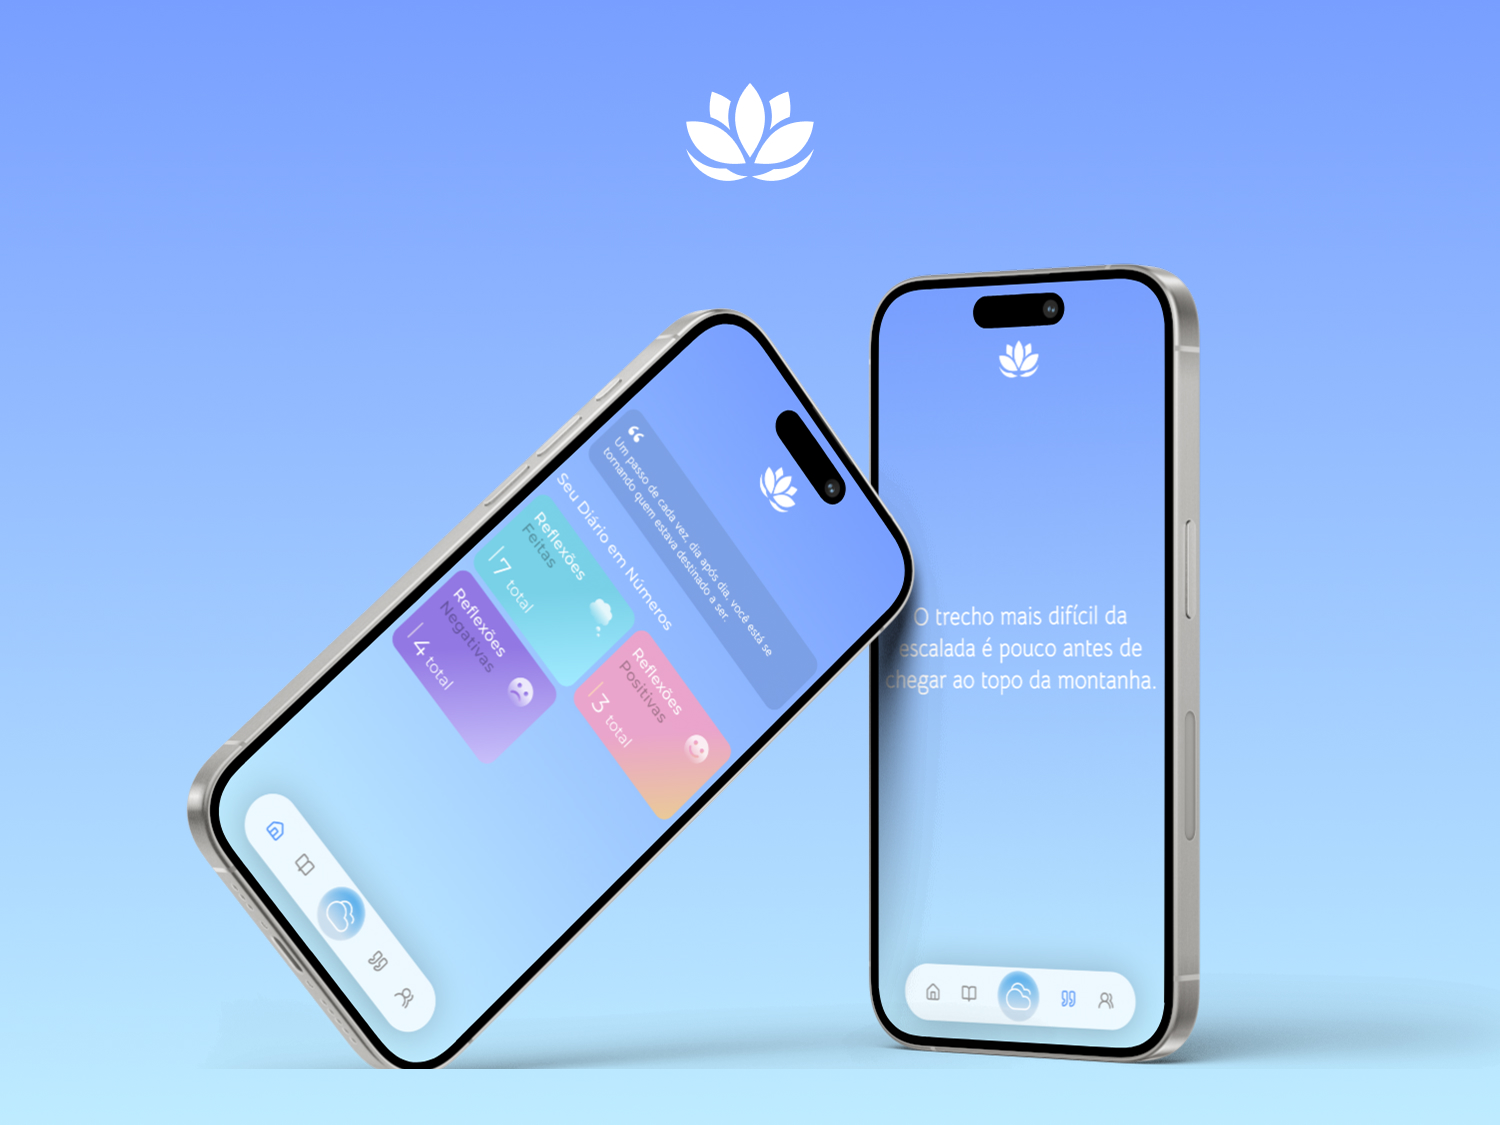 “
Um passo de cada vez, dia após dia, você está se
tornando quem estava destinado a ser.
Seu Diário em Números
Reflexões
Feitas
7 total
Reflexões
Positivas
3 total
Reflexões
Negativas
4 total
O trecho mais difícil da
escalada é pouco antes de
chegar ao topo da montanha.